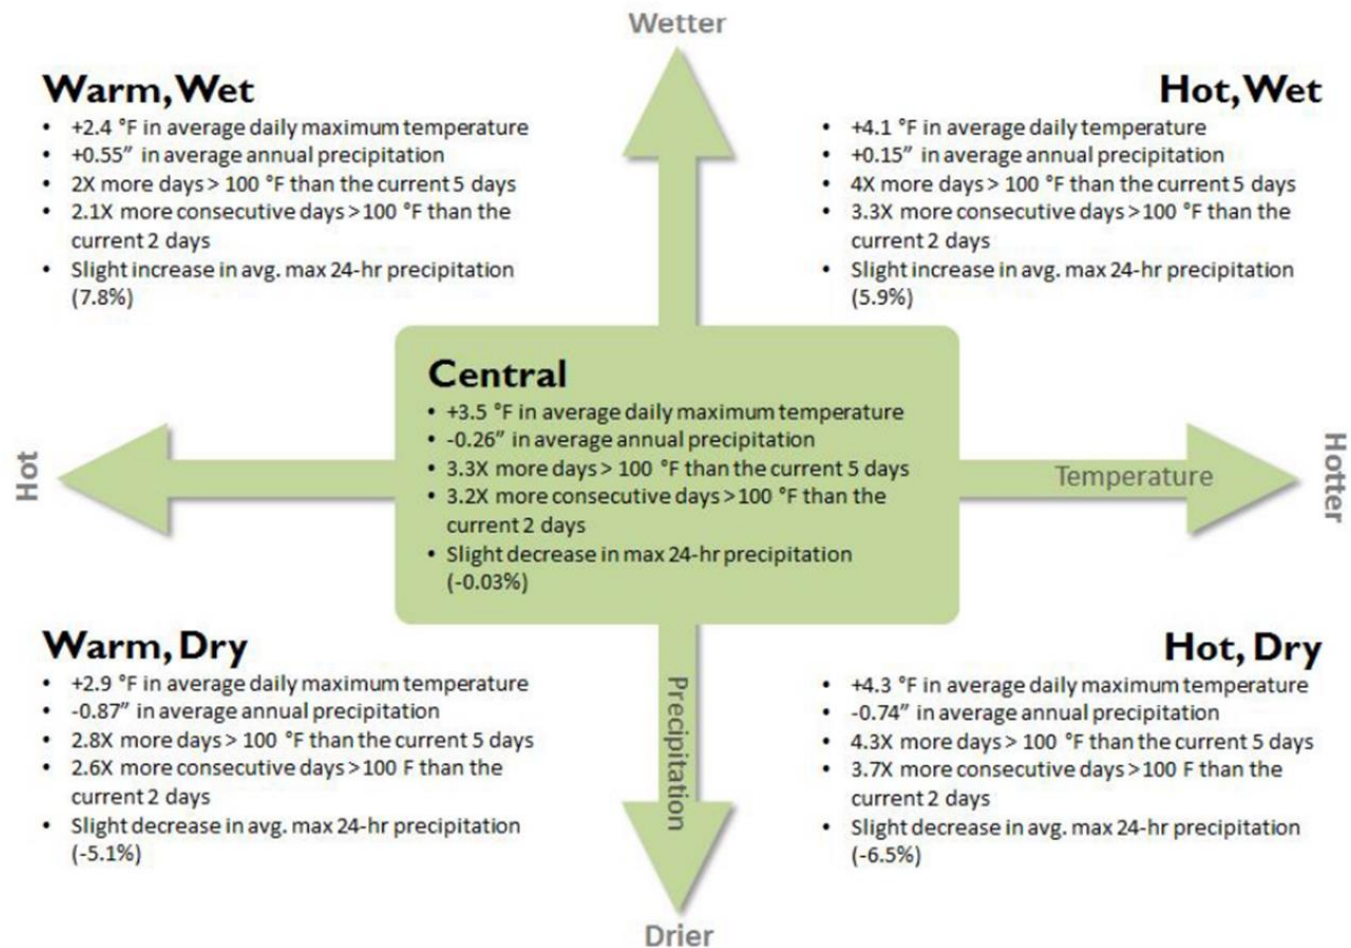 Wetter
Warm, Wet
• +2.4 °F in average daily maximum temperature
• +0.55" in average annual precipitation
• 2X more days > 100 °F than the current 5 days
• 2.1X more consecutive days >100 °F than the
current 2 days
• Slight increase in avg. max 24-hr precipitation
(7.8%)
Hot, Wet
• +4.1 °F in average daily temperature
• +0.15" in average annual precipitation
• 4X more days > 100 °F than the current 5 days
• 3.3X more consecutive days >100 °F than the
current 2 days
• Slight increase in avg. max 24-hr precipitation
(5.9%)
Central
• +3.5 °F in average daily maximum temperature
• -0.26" in average annual precipitation
• 3.3X more days > 100 °F than the current 5 days
• 3.2X more consecutive days >100 °F than the
current 2 days
• Slight decrease in max 24-hr precipitation
(-0.03%)
Hot
Temperature
Hotter
Warm, Dry
• +2.9 °F in average daily maximum temperature
• -0.87" in average annual precipitation
• 2.8X more days > 100 °F than the current 5 days
• 2.6X more consecutive days >100 F than the
current 2 days
• Slight decrease in avg. max 24-hr precipitation
(-5.1%)
Precipitation
Hot, Dry
• +4.3 °F in average daily maximum temperature
• -0.74" in average annual precipitation
• 4.3X more days > 100 °F than the current 5 days
• 3.7X more consecutive days >100 F than the
current 2 days
• Slight decrease in avg. max 24-hr precipitation
(-6.5%)
Drier